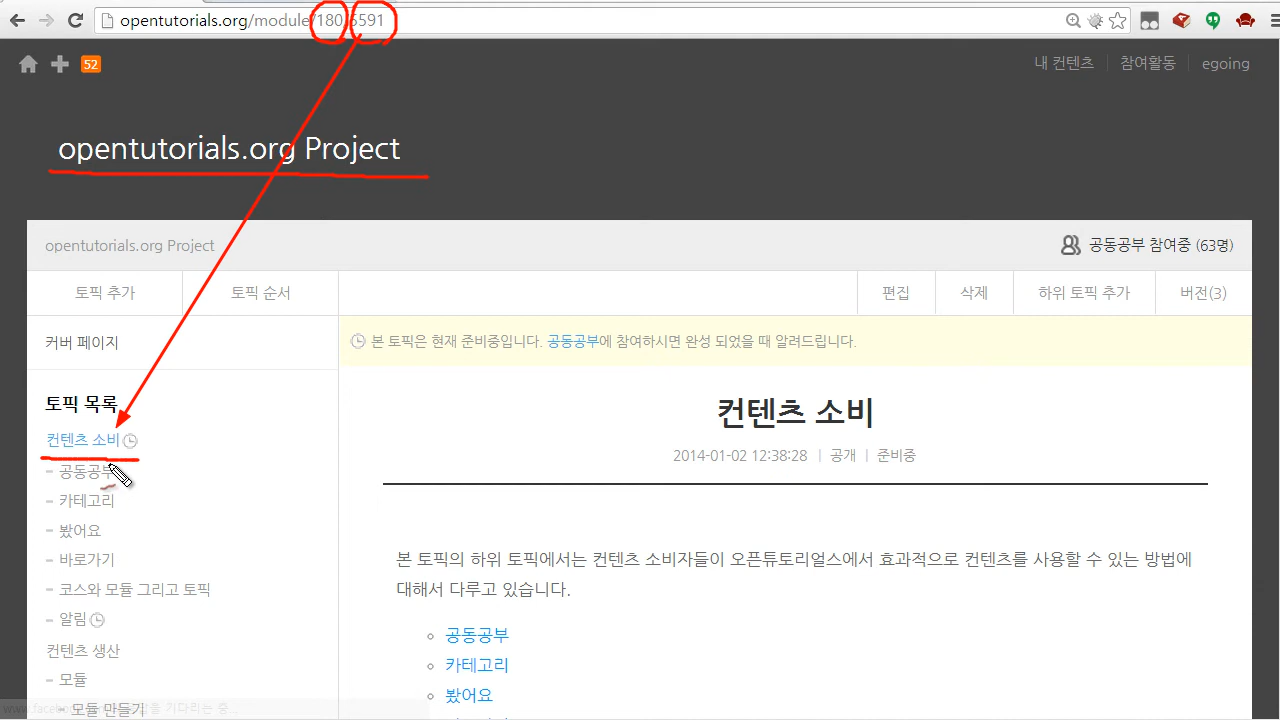 opentutorials.org/module/180/5591
52
내 컨텐츠
참여활동
egoing
opentutorials.org Project
opentutorials.org Project
공동공부 참여중 (63명)
토픽 추가
토픽 순서
편집
삭제
하위 토픽 추가
버전(3)
커버 페이지
본 토픽은 현재 준비중입니다. 공동공부에 참여하시면 완성 되었을 때 알려드립니다.
토픽 목록
컨텐츠 소비
- 공동공부
- 카테고리
- 봤어요
- 바로가기
- 코스와 모듈 그리고 토픽
- 알림
컨텐츠 생산
- 모듈
- 모듈 만들기
컨텐츠 소비
2014-01-02 12:38:28 | 공개 | 준비중
본 토픽의 하위 토픽에서는 컨텐츠 소비자들이 오픈튜토리얼스에서 효과적으로 컨텐츠를 사용할 수 있는 방법에
대해서 다루고 있습니다.
공동공부
카테고리
봤어요